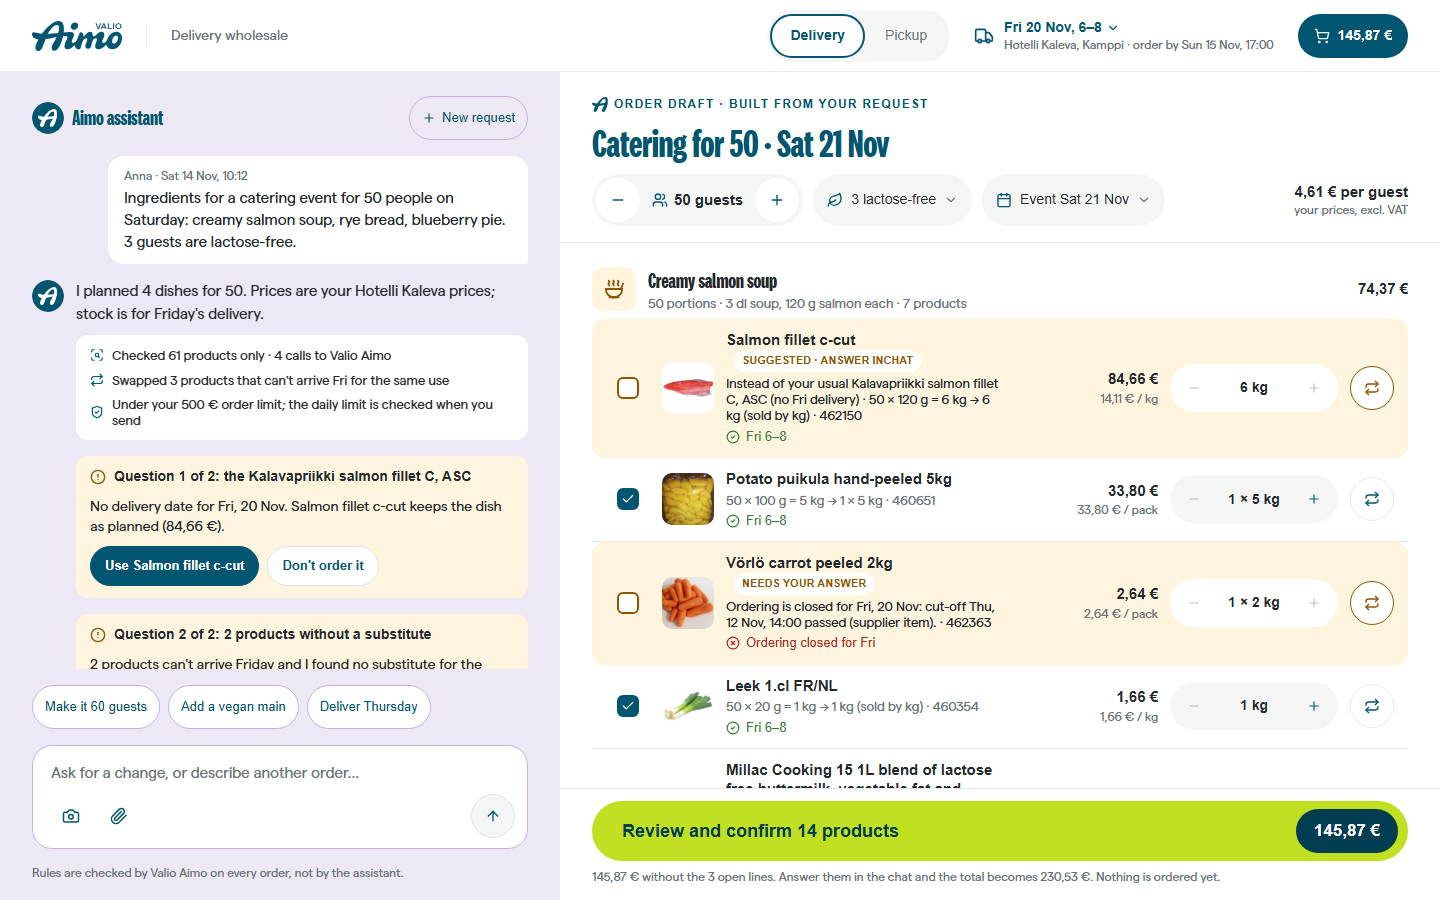 VALIO
Aimo
Delivery wholesale
Delivery
Pickup
Fri 20 Nov, 6–8
Hotelli Kaleva, Kamppi · order by Sun 15 Nov, 17:00
145,87 €
Aimo assistant
+ New request
Anna · Sat 14 Nov, 10:12
Ingredients for a catering event for 50 people on
Saturday: creamy salmon soup, rye bread, blueberry pie.
3 guests are lactose-free.
I planned 4 dishes for 50. Prices are your Hotelli Kaleva prices;
stock is for Friday's delivery.
Checked 61 products only · 4 calls to Valio Aimo
Swapped 3 products that can't arrive Fri for the same use
Under your 500 € order limit; the daily limit is checked when you
send
Question 1 of 2: the Kalavapriikki salmon fillet C, ASC
No delivery date for Fri, 20 Nov. Salmon fillet c-cut keeps the dish
as planned (84,66 €).
Use Salmon fillet c-cut
Don't order it
Question 2 of 2: 2 products without a substitute
2 products can't arrive Friday and I found no substitute for the
Make it 60 guests
Add a vegan main
Deliver Thursday
Ask for a change, or describe another order...
Rules are checked by Valio Aimo on every order, not by the assistant.
ORDER DRAFT · BUILT FROM YOUR REQUEST
Catering for 50 · Sat 21 Nov
− 50 guests +
3 lactose-free
Event Sat 21 Nov
4,61 € per guest
your prices, excl. VAT
Creamy salmon soup
50 portions · 3 dl soup, 120 g salmon each · 7 products
74,37 €
Salmon fillet c-cut
SUGGESTED · ANSWER INCHAT
Instead of your usual Kalavapriikki salmon fillet
C, ASC (no Fri delivery) · 50 × 120 g = 6 kg → 6
kg (sold by kg) · 462150
Fri 6–8
84,66 €
14,11 € / kg
− 6 kg +
Potato puikula hand-peeled 5kg
50 × 100 g = 5 kg → 1 × 5 kg · 460651
Fri 6–8
33,80 €
33,80 € / pack
− 1 × 5 kg +
Vörlö carrot peeled 2kg
NEEDS YOUR ANSWER
Ordering is closed for Fri, 20 Nov: cut-off Thu,
12 Nov, 14:00 passed (supplier item). · 462363
Ordering closed for Fri
2,64 €
2,64 € / pack
− 1 × 2 kg +
Leek 1.cl FR/NL
50 × 20 g = 1 kg → 1 kg (sold by kg) · 460354
Fri 6–8
1,66 €
1,66 € / kg
− 1 kg +
Millac Cooking 15 1L blend of lactose
free buttermilk, vegetable fat and
Review and confirm 14 products
145,87 €
145,87 € without the 3 open lines. Answer them in the chat and the total becomes 230,53 €. Nothing is ordered yet.